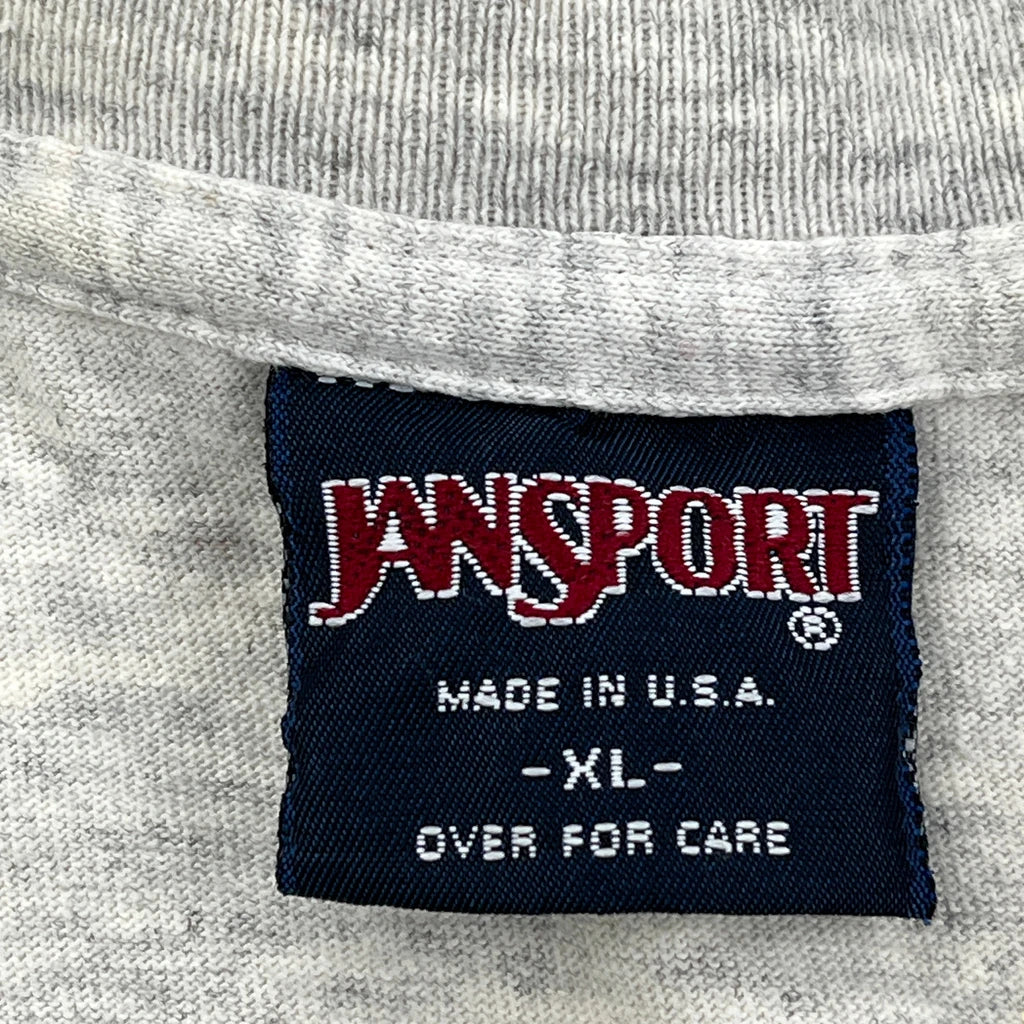 JANSPORT
®
MADE IN U.S.A.
-XL-
OVER FOR CARE